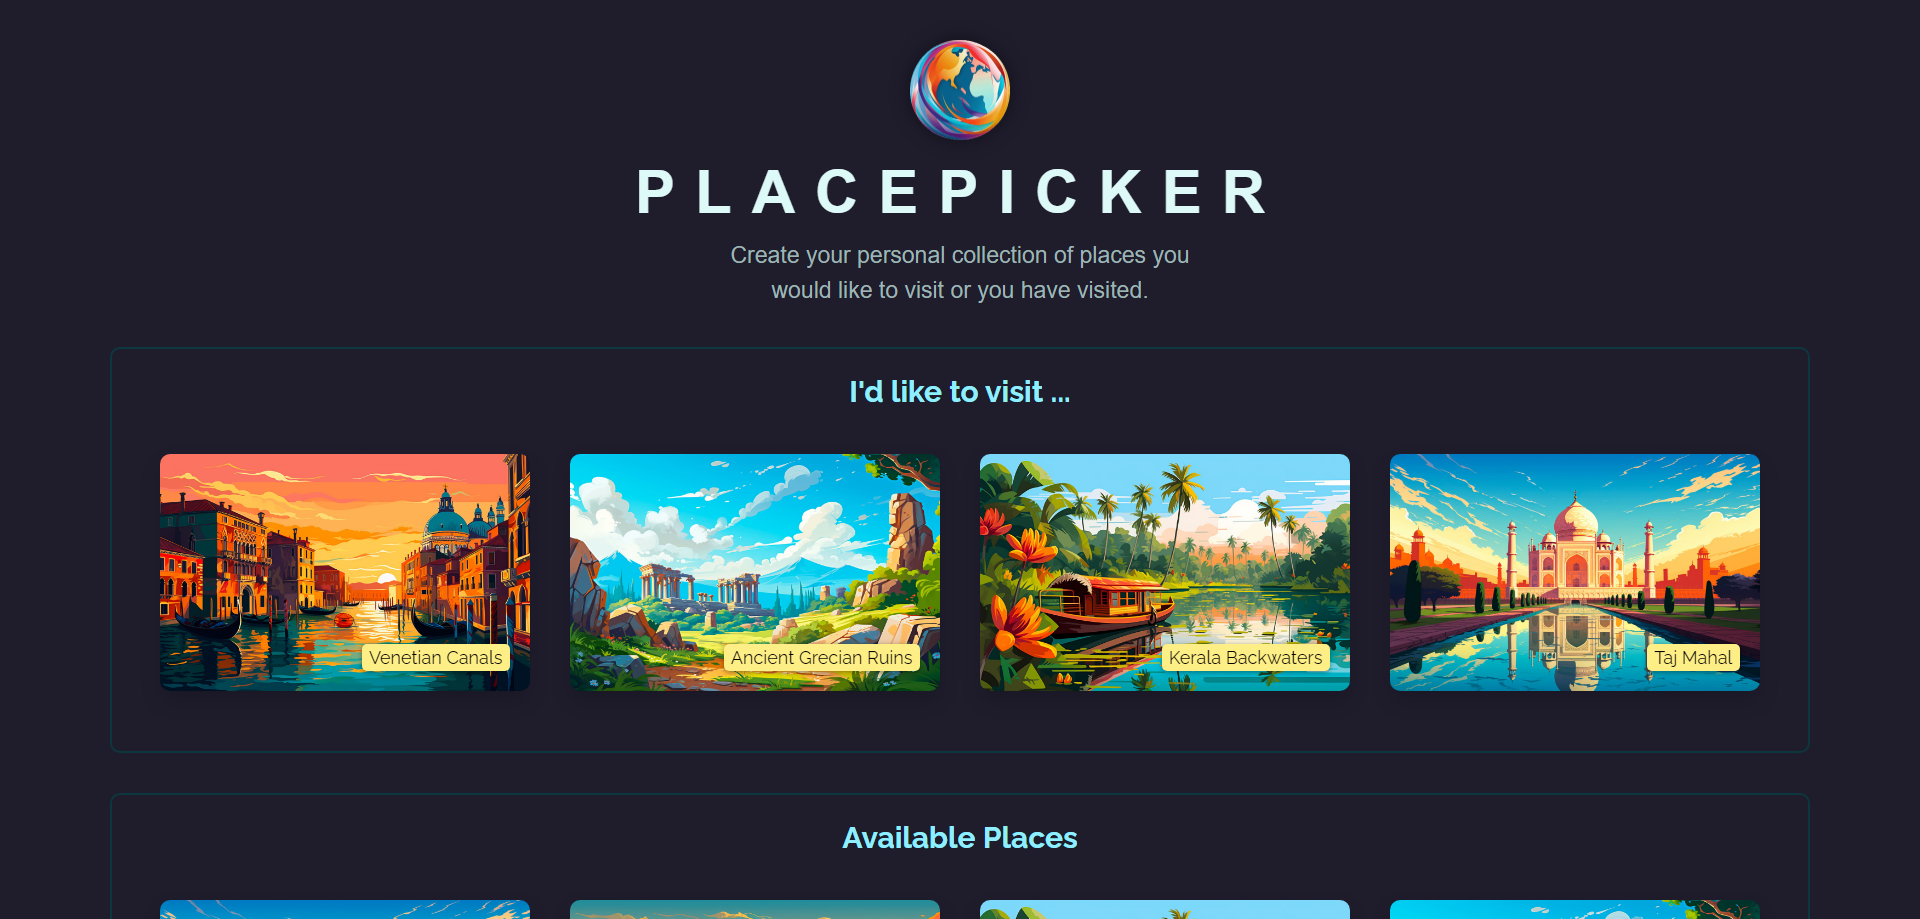 PLACEPICKER
Create your personal collection of places you
would like to visit or you have visited.
I'd like to visit ...
Venetian Canals
Ancient Grecian Ruins
Kerala Backwaters
Taj Mahal
Available Places